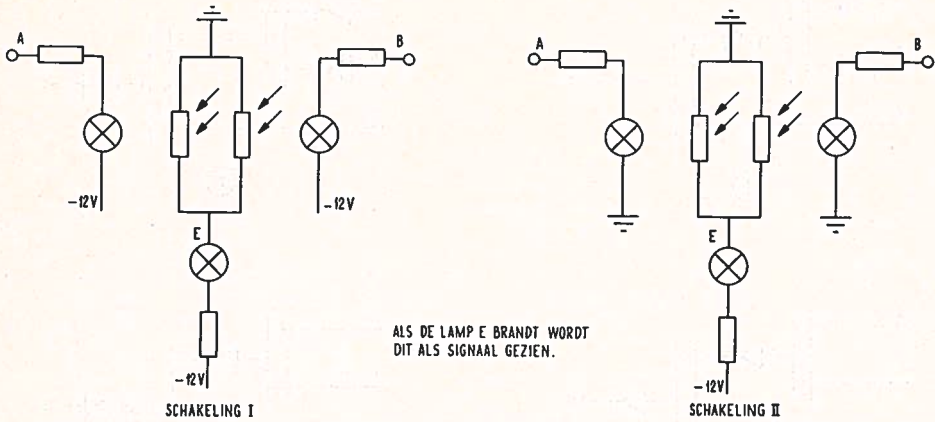 A
B
-12V
-12V
E
-12V
SCHAKELING I
ALS DE LAMP E BRANDT WORDT
DIT ALS SIGNAAL GEZIEN.
A
B
E
-12V
SCHAKELING II